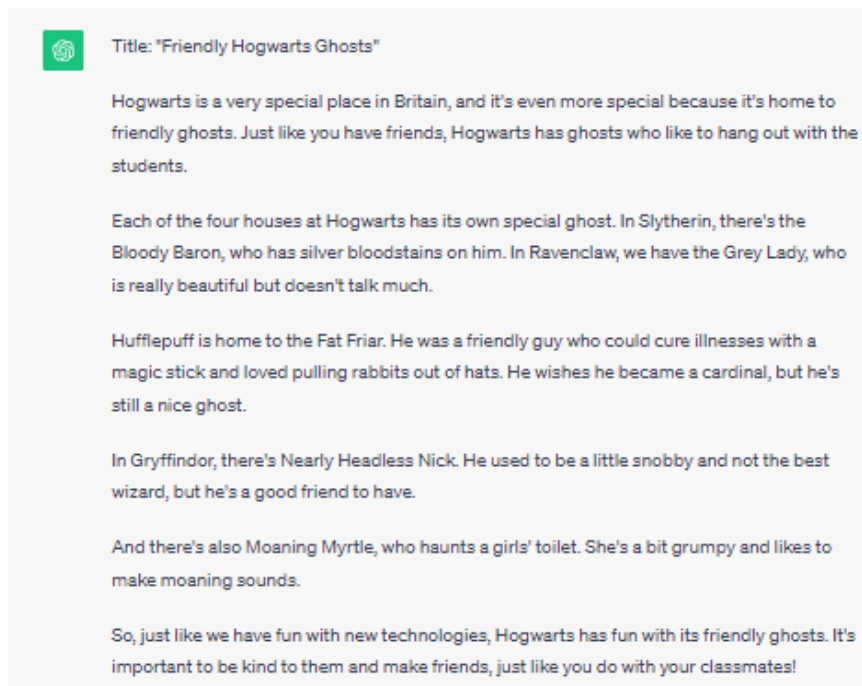 Title: "Friendly Hogwarts Ghosts"
Hogwarts is a very special place in Britain, and it's even more special because it's home to
friendly ghosts. Just like you have friends, Hogwarts has ghosts who like to hang out with the
students.
Each of the four houses at Hogwarts has its own special ghost. In Slytherin, there's the
Bloody Baron, who has silver bloodstains on him. In Ravenclaw, we have the Grey Lady, who
is really beautiful but doesn't talk much.
Hufflepuff is home to the Fat Friar. He was a friendly guy who could cure illnesses with a
magic stick and loved pulling rabbits out of hats. He wishes he became a cardinal, but he's
still a nice ghost.
In Gryffindor, there's Nearly Headless Nick. He used to be a little snobby and not the best
wizard, but he's a good friend to have.
And there's also Moaning Myrtle, who haunts a girls' toilet. She's a bit grumpy and likes to
make moaning sounds.
So, just like we have fun with new technologies, Hogwarts has fun with its friendly ghosts. It's
important to be kind to them and make friends, just like you do with your classmates!